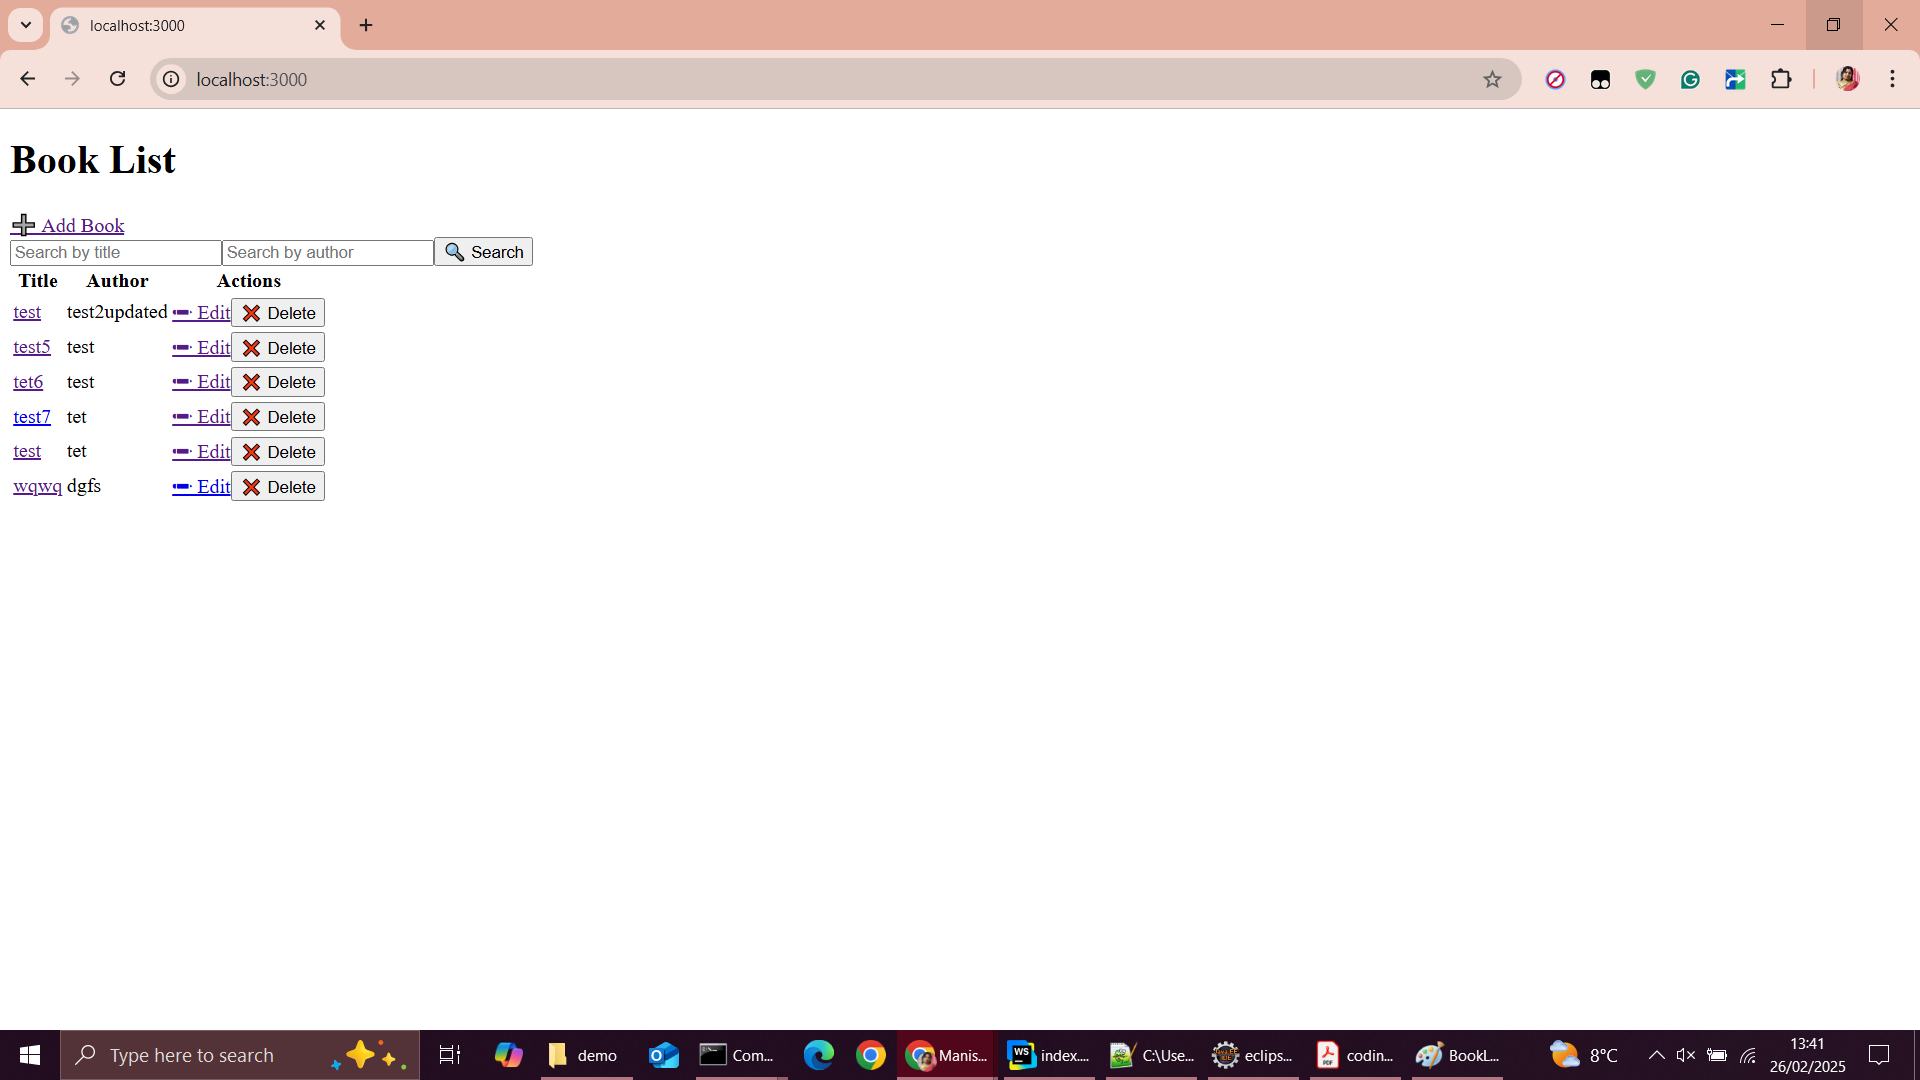 localhost:3000
localhost:3000
Book List
➕ Add Book
Search by title Search by author 🔍 Search
Title Author Actions
test test2updated ✏ Edit ❌ Delete
test5 test ✏ Edit ❌ Delete
tet6 test ✏ Edit ❌ Delete
test7 tet ✏ Edit ❌ Delete
test tet ✏ Edit ❌ Delete
wqwq dgfs ✏ Edit ❌ Delete
Type here to search demo Com... Manis... WS index.... C:\Use... eclips... codin... BookL... 8°C 13:41
26/02/2025